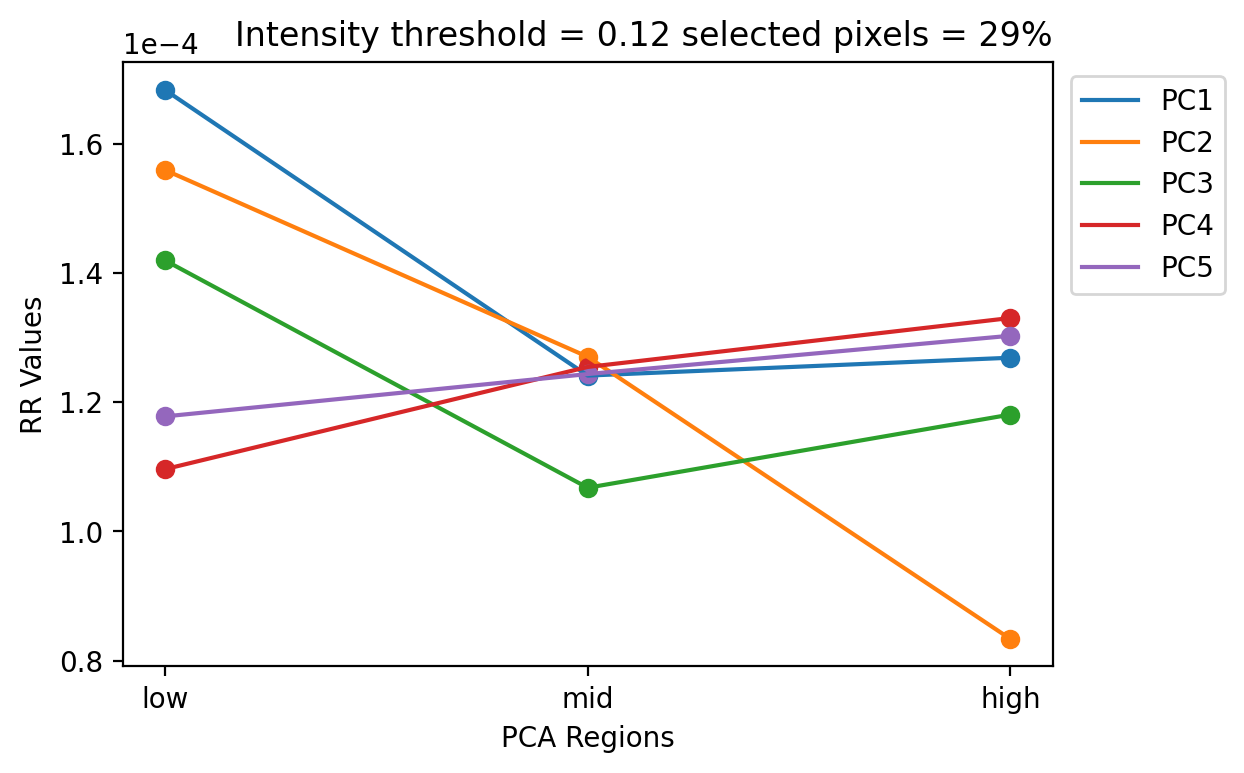 Intensity threshold = 0.12 selected pixels = 29%
1e−4
1.6
1.4
1.2
1.0
0.8
RR Values
low
mid
high
PCA Regions
PC1
PC2
PC3
PC4
PC5